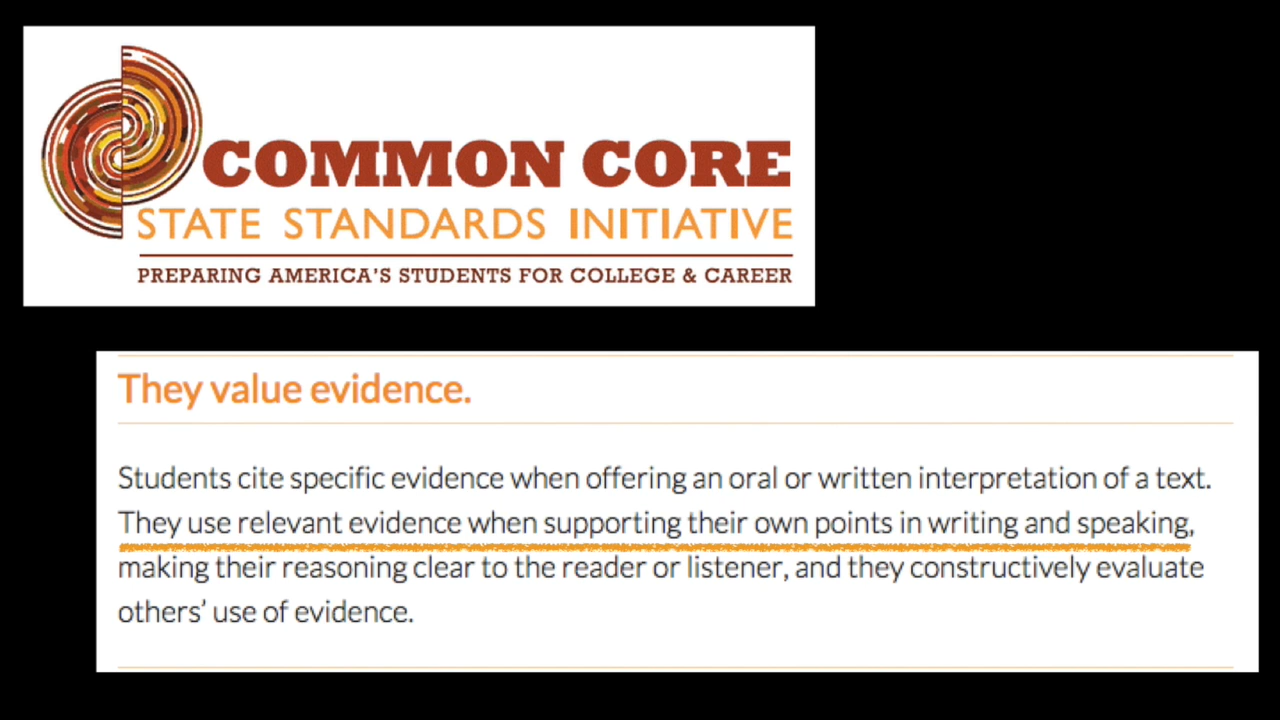 COMMON CORE
STATE STANDARDS INITIATIVE
PREPARING AMERICA'S STUDENTS FOR COLLEGE & CAREER
They value evidence.
Students cite specific evidence when offering an oral or written interpretation of a text.
They use relevant evidence when supporting their own points in writing and speaking,
making their reasoning clear to the reader or listener, and they constructively evaluate
others’ use of evidence.